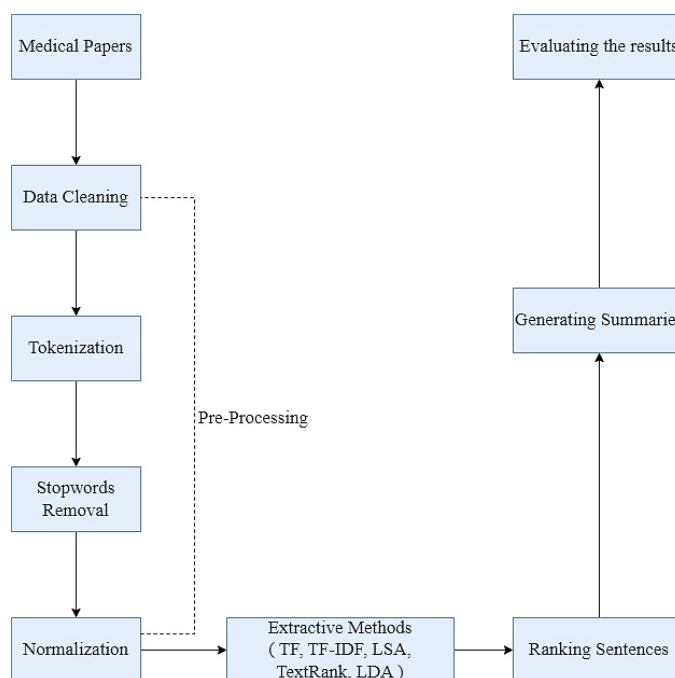 Medical Papers
Data Cleaning
Tokenization
Pre-Processing
Stopwords
Removal
Normalization
Extractive Methods
( TF, TF-IDF, LSA,
TextRank, LDA )
Ranking Sentences
Generating Summarie
Evaluating the results